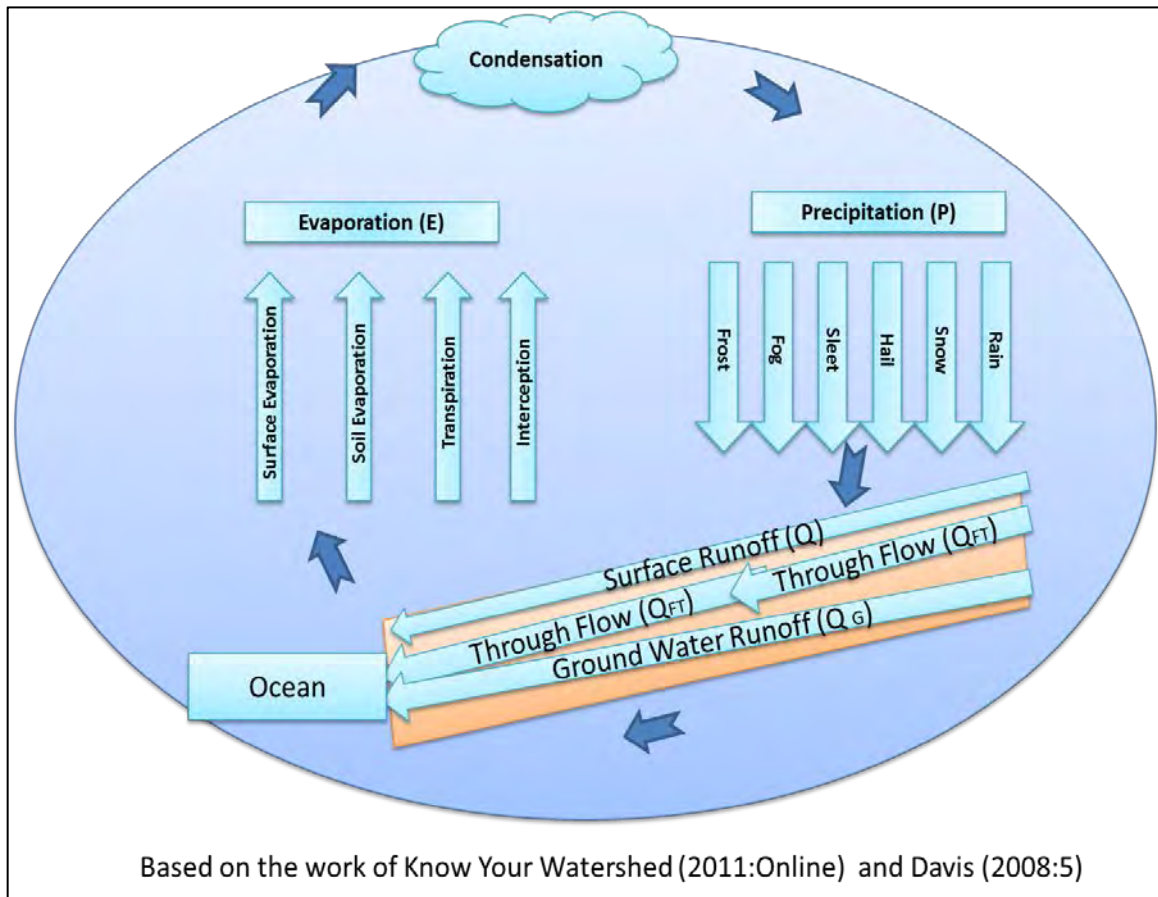 Condensation
Evaporation (E)
Precipitation (P)
Surface Evaporation
Soil Evaporation
Transpiration
Interception
Frost
Fog
Sleet
Hail
Snow
Rain
Surface Runoff (Q)
Through Flow (QFT)
Through Flow (QFT)
Ground Water Runoff (Q G)
Ocean
Based on the work of Know Your Watershed (2011:Online) and Davis (2008:5)